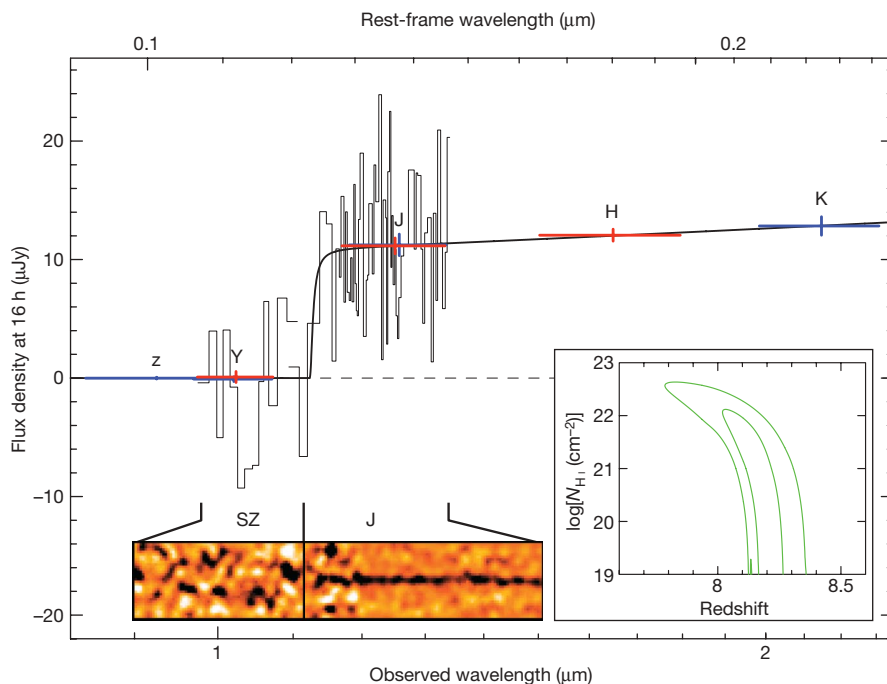 Rest-frame wavelength (μm)
0.1 0.2
Flux density at 16 h (μJy)
20
10
0
−10
−20
z
Y
J
H
K
SZ J
log[N_H I (cm⁻²)]
23
22
21
20
19
8 8.5
Redshift
1 2
Observed wavelength (μm)